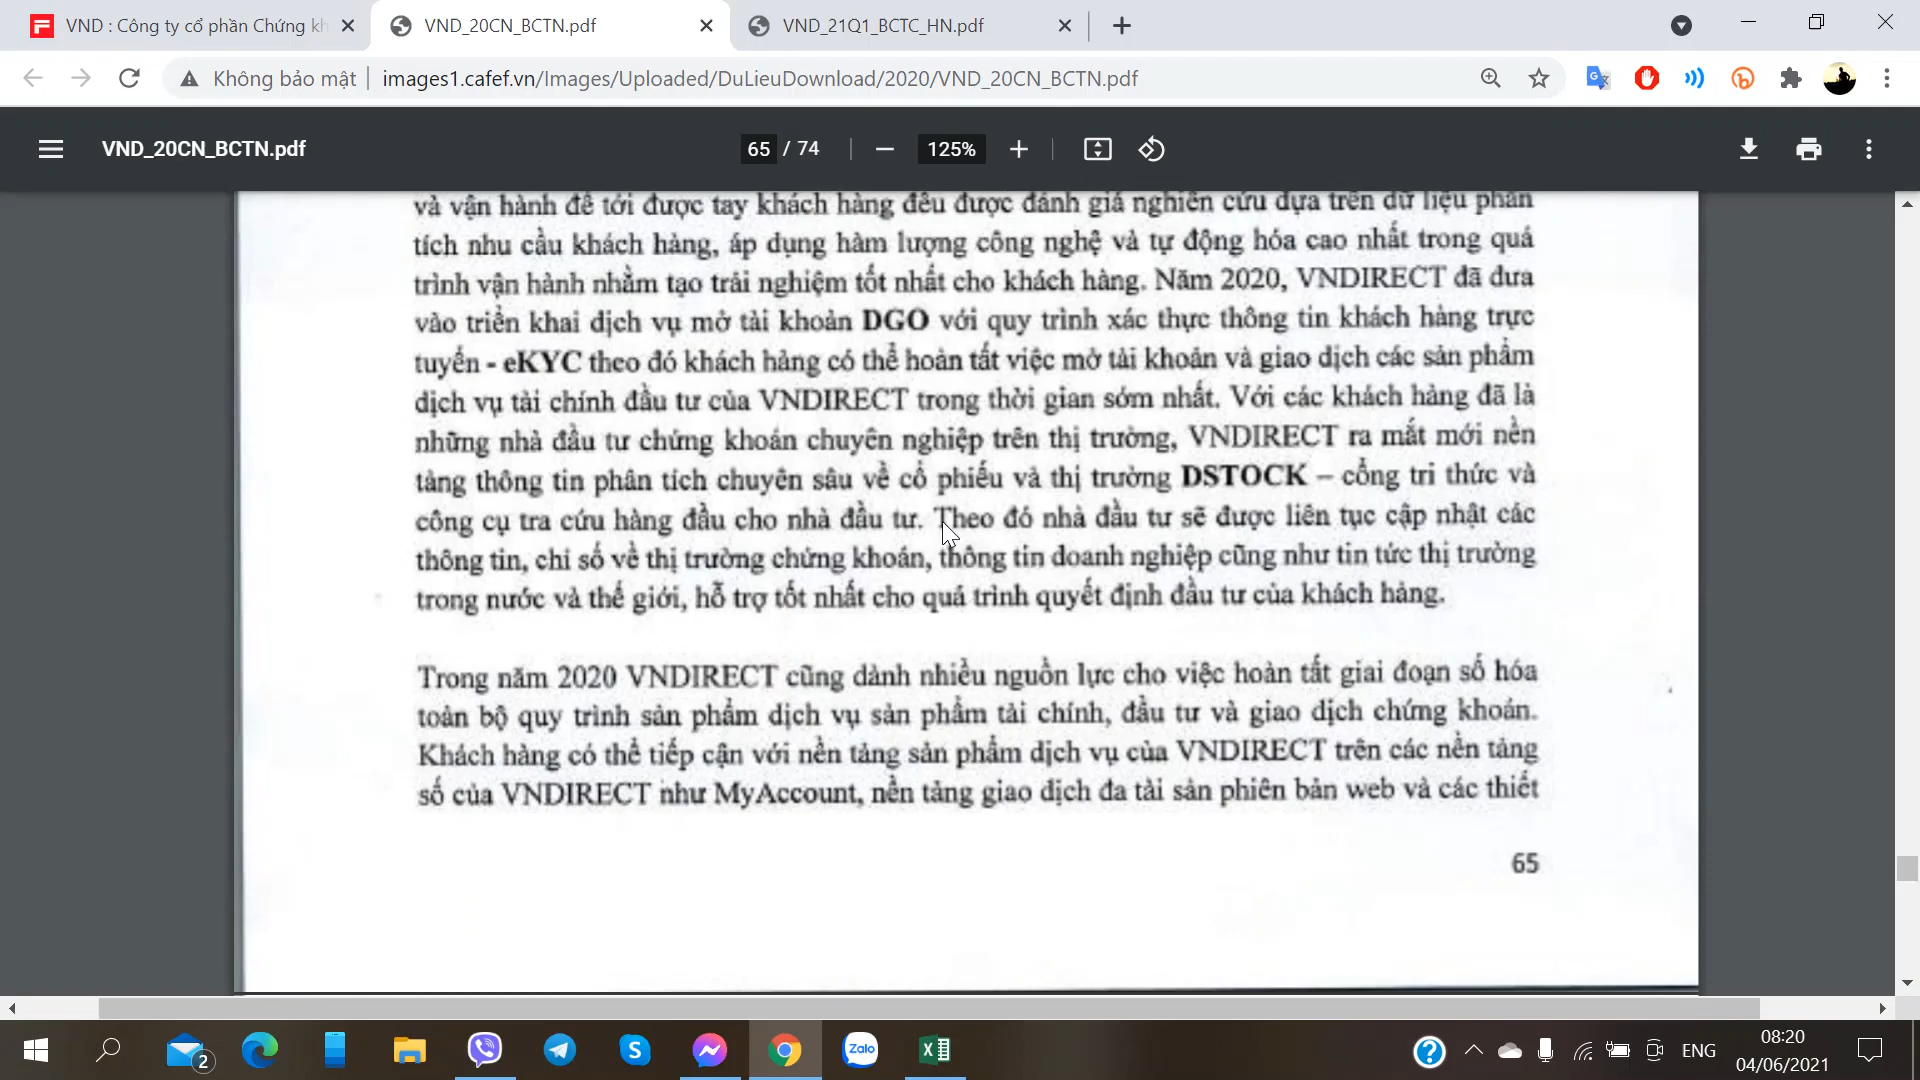 VND : Công ty cổ phần Chứng kh
VND_20CN_BCTN.pdf
VND_21Q1_BCTC_HN.pdf
Không bảo mật
images1.cafef.vn/Images/Uploaded/DuLieuDownload/2020/VND_20CN_BCTN.pdf
VND_20CN_BCTN.pdf
65 / 74
125%
và vận hành để tới được tay khách hàng đều được đánh giá nghiên cứu dựa trên dữ liệu phân
tích nhu cầu khách hàng, áp dụng hàm lượng công nghệ và tự động hóa cao nhất trong quá
trình vận hành nhằm tạo trải nghiệm tốt nhất cho khách hàng. Năm 2020, VNDIRECT đã đưa
vào triển khai dịch vụ mở tài khoản DGO với quy trình xác thực thông tin khách hàng trực
tuyến - eKYC theo đó khách hàng có thể hoàn tất việc mở tài khoản và giao dịch các sản phẩm
dịch vụ tài chính đầu tư của VNDIRECT trong thời gian sớm nhất. Với các khách hàng đã là
những nhà đầu tư chứng khoán chuyên nghiệp trên thị trường, VNDIRECT ra mắt mới nền
tảng thông tin phân tích chuyên sâu về cổ phiếu và thị trường DSTOCK – cổng tri thức và
công cụ tra cứu hàng đầu cho nhà đầu tư. Theo đó nhà đầu tư sẽ được liên tục cập nhật các
thông tin, chỉ số về thị trường chứng khoán, thông tin doanh nghiệp cũng như tin tức thị trường
trong nước và thế giới, hỗ trợ tốt nhất cho quá trình quyết định đầu tư của khách hàng.
Trong năm 2020 VNDIRECT cũng dành nhiều nguồn lực cho việc hoàn tất giai đoạn số hóa
toàn bộ quy trình sản phẩm dịch vụ sản phẩm tài chính, đầu tư và giao dịch chứng khoán.
Khách hàng có thể tiếp cận với nền tảng sản phẩm dịch vụ của VNDIRECT trên các nền tảng
số của VNDIRECT như MyAccount, nền tảng giao dịch đa tài sản phiên bản web và các thiết
65
2
Zalo
ENG
08:20
04/06/2021